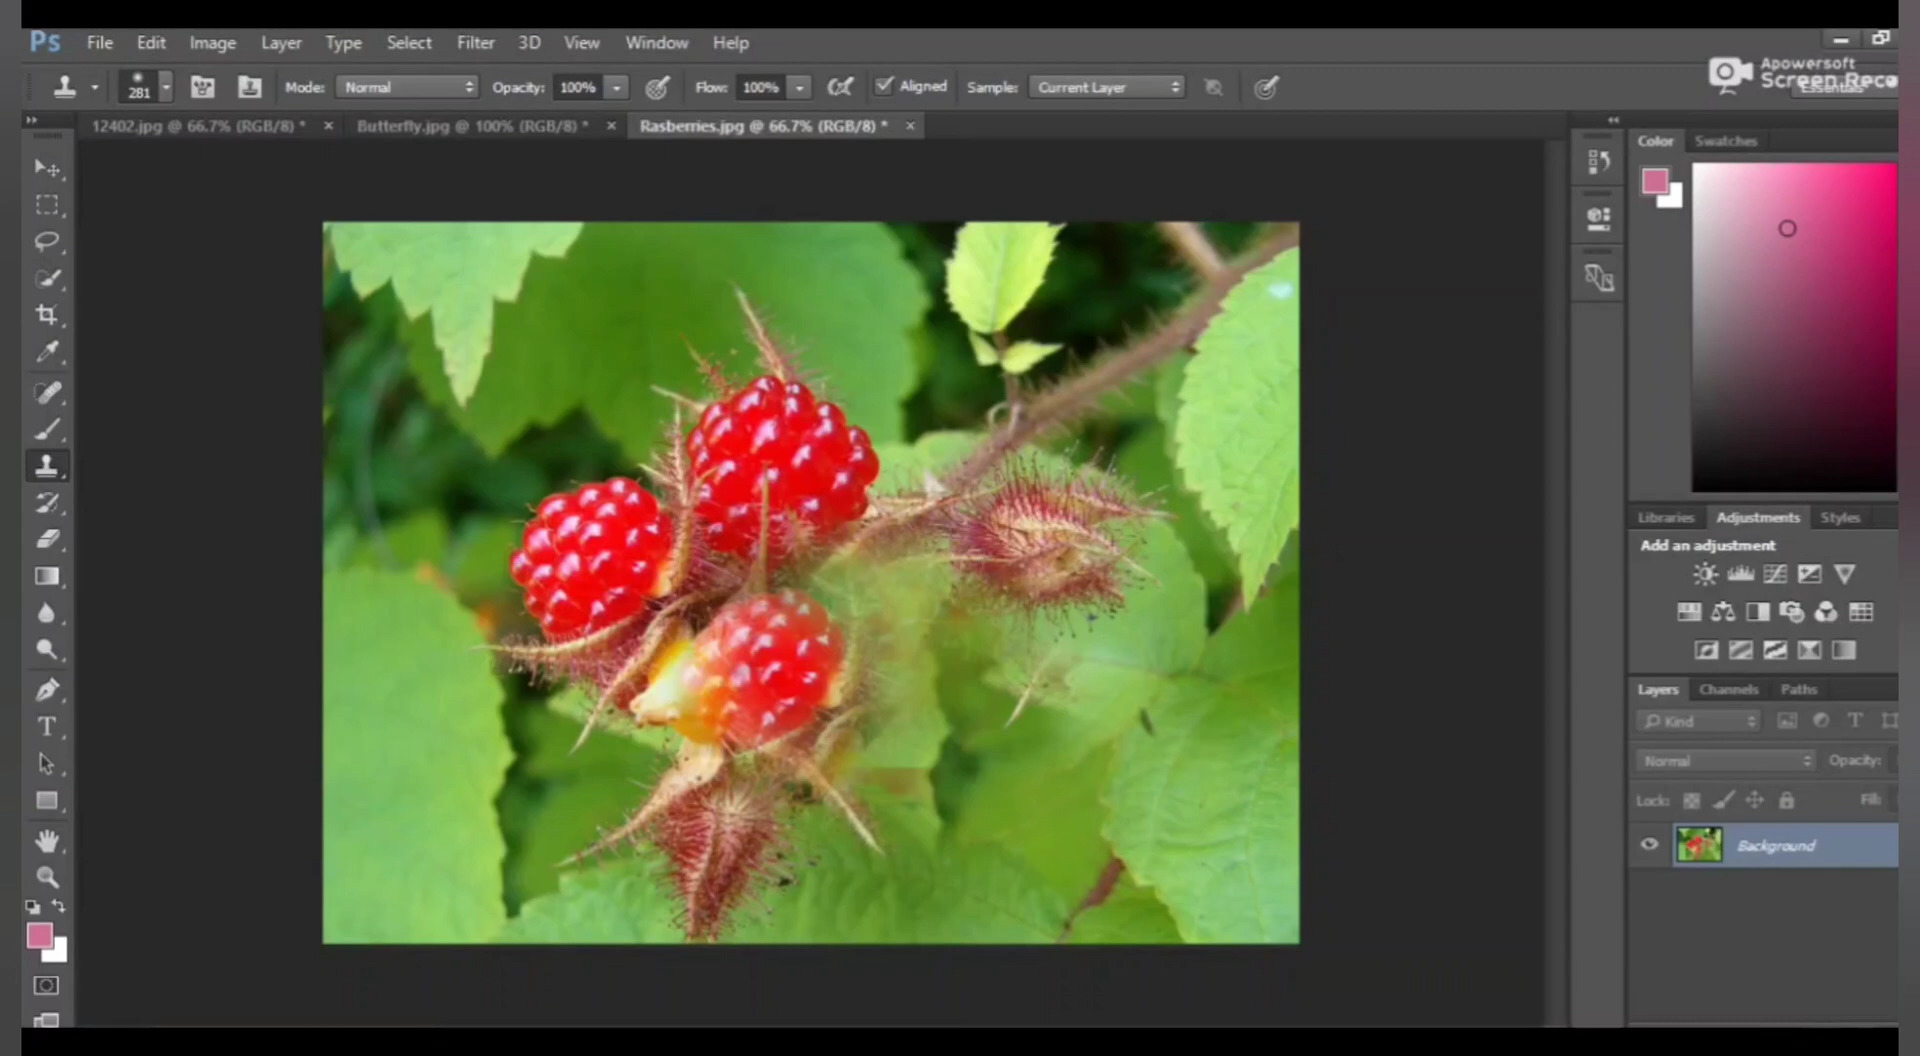 Ps File Edit Image Layer Type Select Filter 3D View Window Help
281 Mode: Normal Opacity: 100% Flow: 100% Aligned Sample: Current Layer
Apowersoft
Screen Reco
Essentials
12402.jpg @ 66.7% (RGB/8) * Butterfly.jpg @ 100% (RGB/8) * Rasberries.jpg @ 66.7% (RGB/8) *
Color Swatches
Libraries Adjustments Styles
Add an adjustment
Layers Channels Paths
Kind
Normal Opacity:
Lock: Fill:
Background